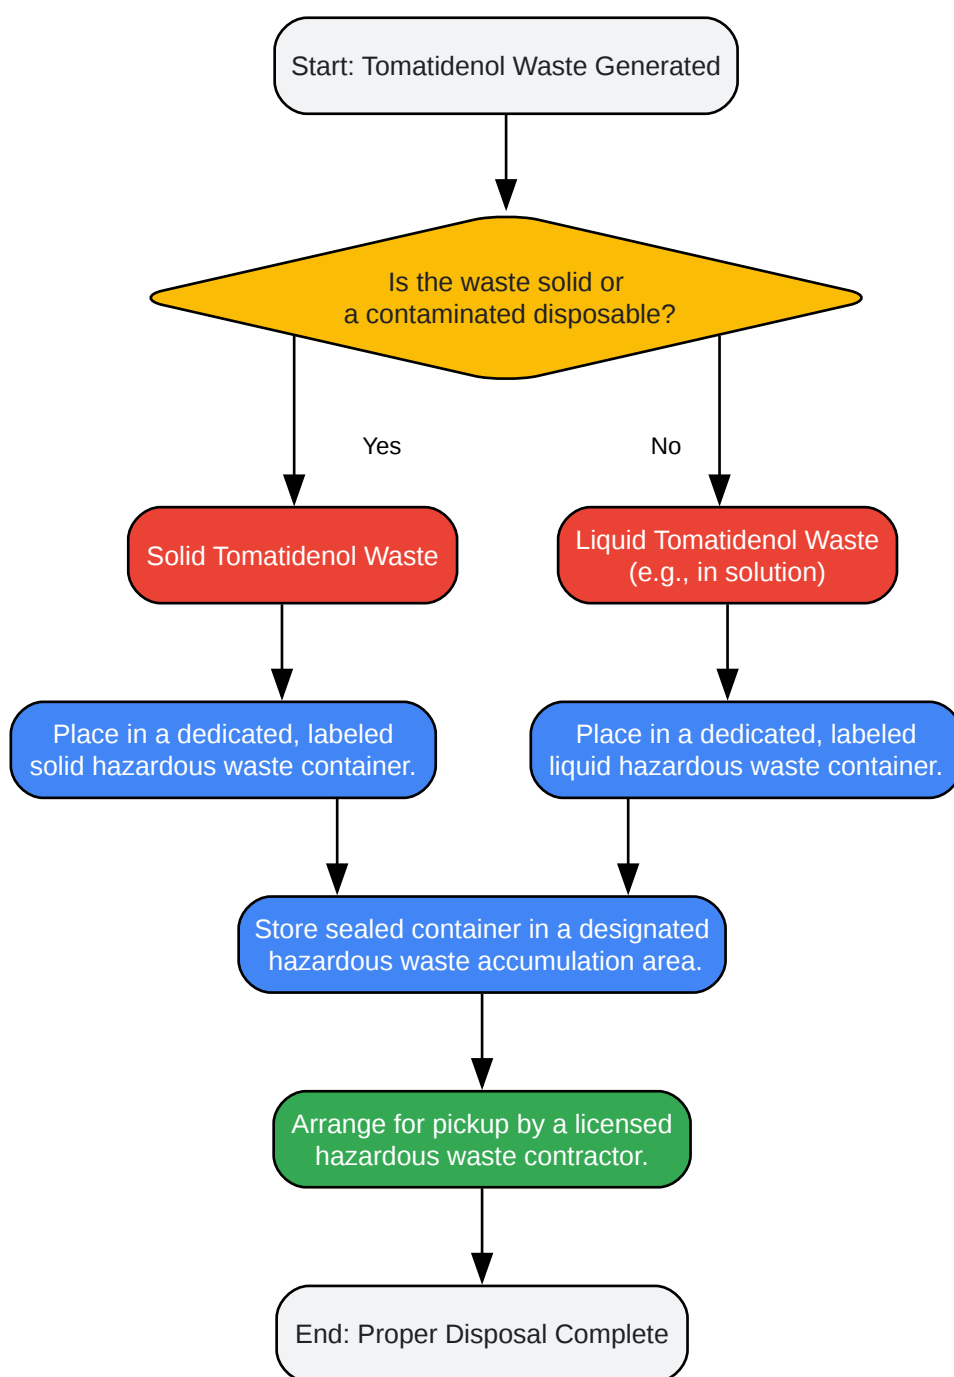 Start: Tomatidenol Waste Generated
Is the waste solid or
a contaminated disposable?
Yes
No
Solid Tomatidenol Waste
Liquid Tomatidenol Waste
(e.g., in solution)
Place in a dedicated, labeled
solid hazardous waste container.
Place in a dedicated, labeled
liquid hazardous waste container.
Store sealed container in a designated
hazardous waste accumulation area.
Arrange for pickup by a licensed
hazardous waste contractor.
End: Proper Disposal Complete